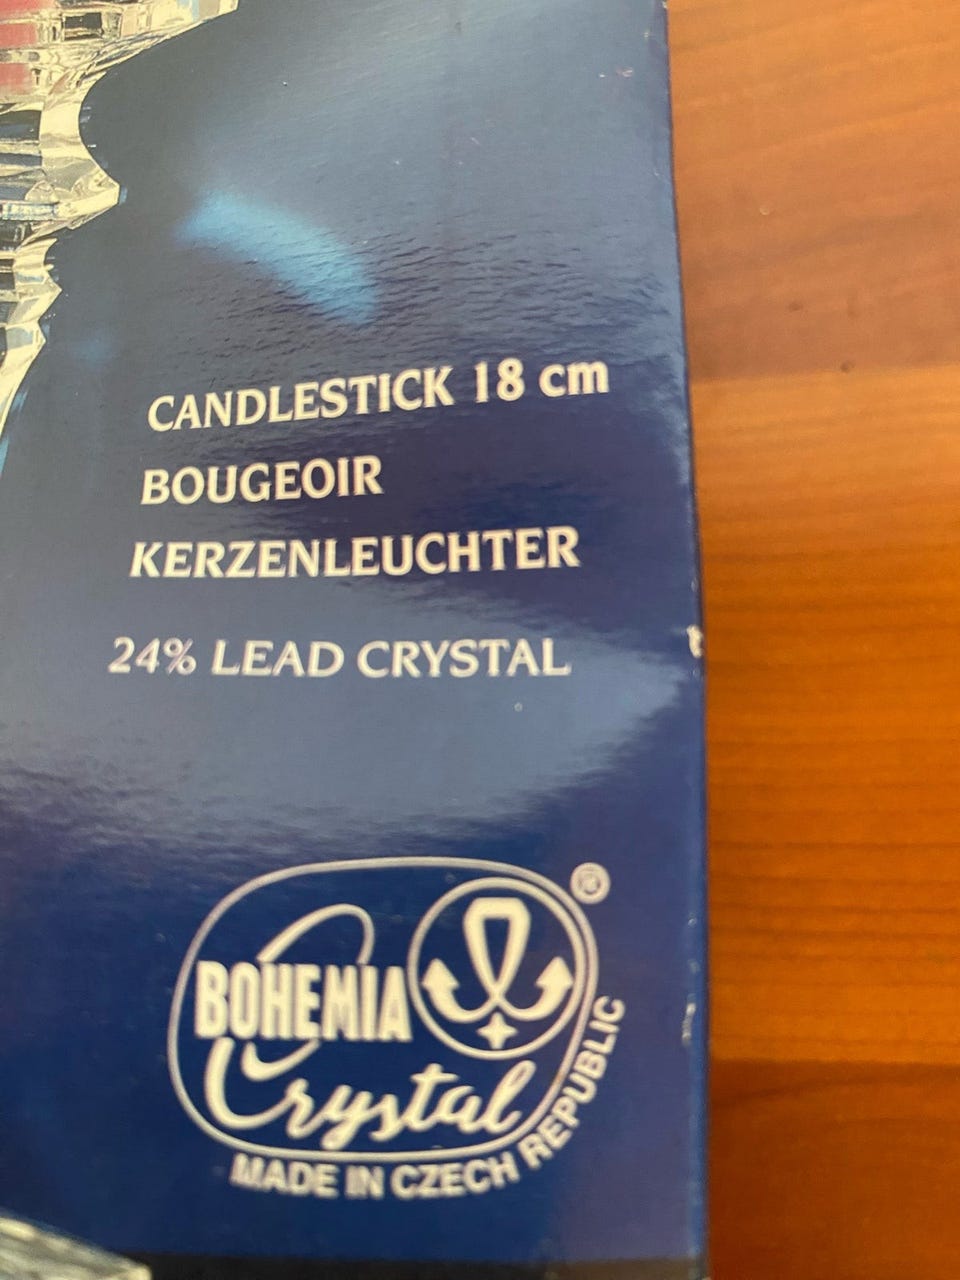 CANDLESTICK 18 cm
BOUGEOIR
KERZENLEUCHTER
24% LEAD CRYSTAL
BOHEMIA
Crystal
®
MADE IN CZECH REPUBLIC